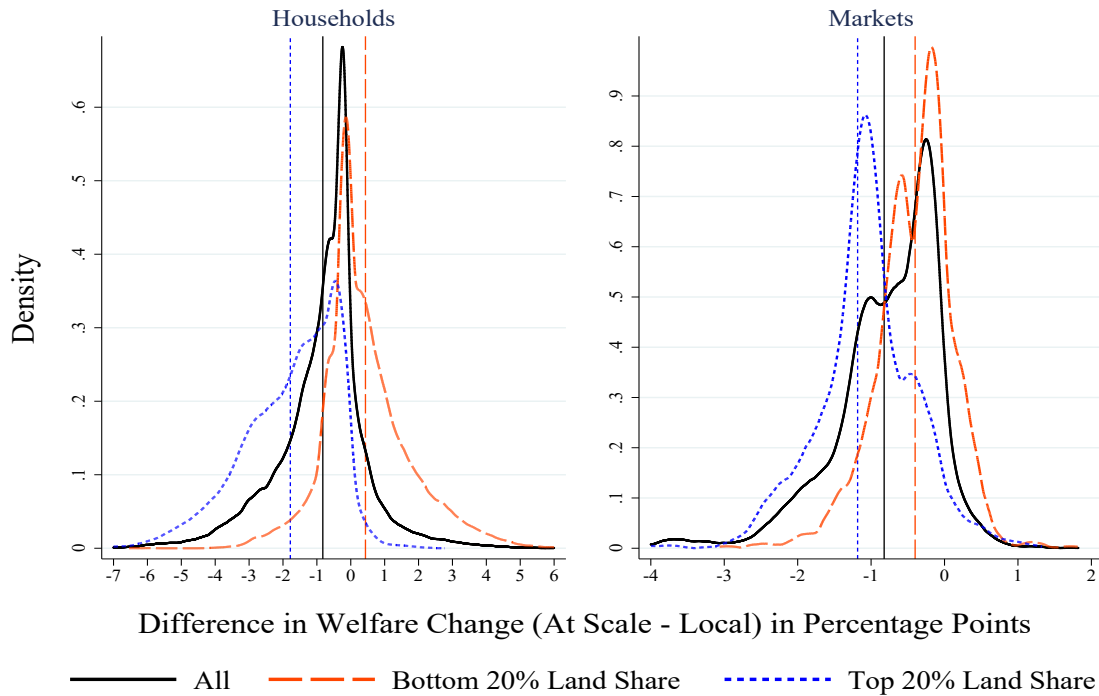 Households Markets
Density
0 .1 .2 .3 .4 .5 .6
-7 -6 -5 -4 -3 -2 -1 0 1 2 3 4 5 6
0 .1 .2 .3 .4 .5 .6 .7 .8 .9
-4 -3 -2 -1 0 1 2
Difference in Welfare Change (At Scale - Local) in Percentage Points
All Bottom 20% Land Share Top 20% Land Share